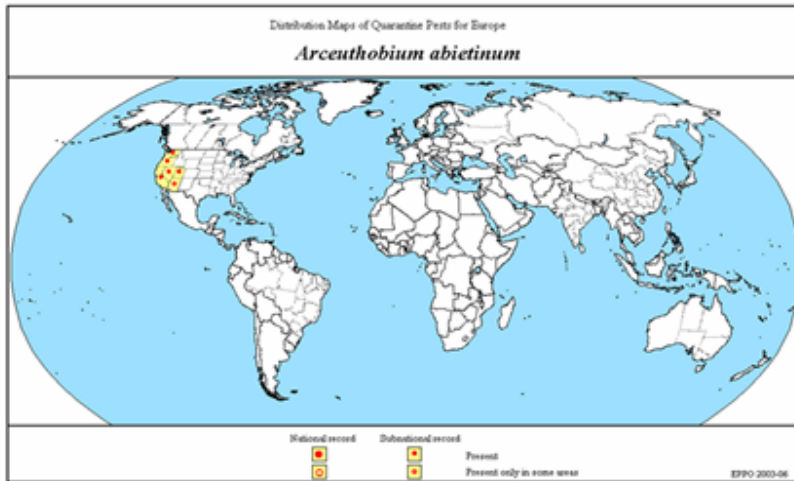 Distribution Maps of Quarantine Pests for Europe
Arceuthobium abietinum
National record Subnational record
Present
Present only in some areas
EPPO 2003-06